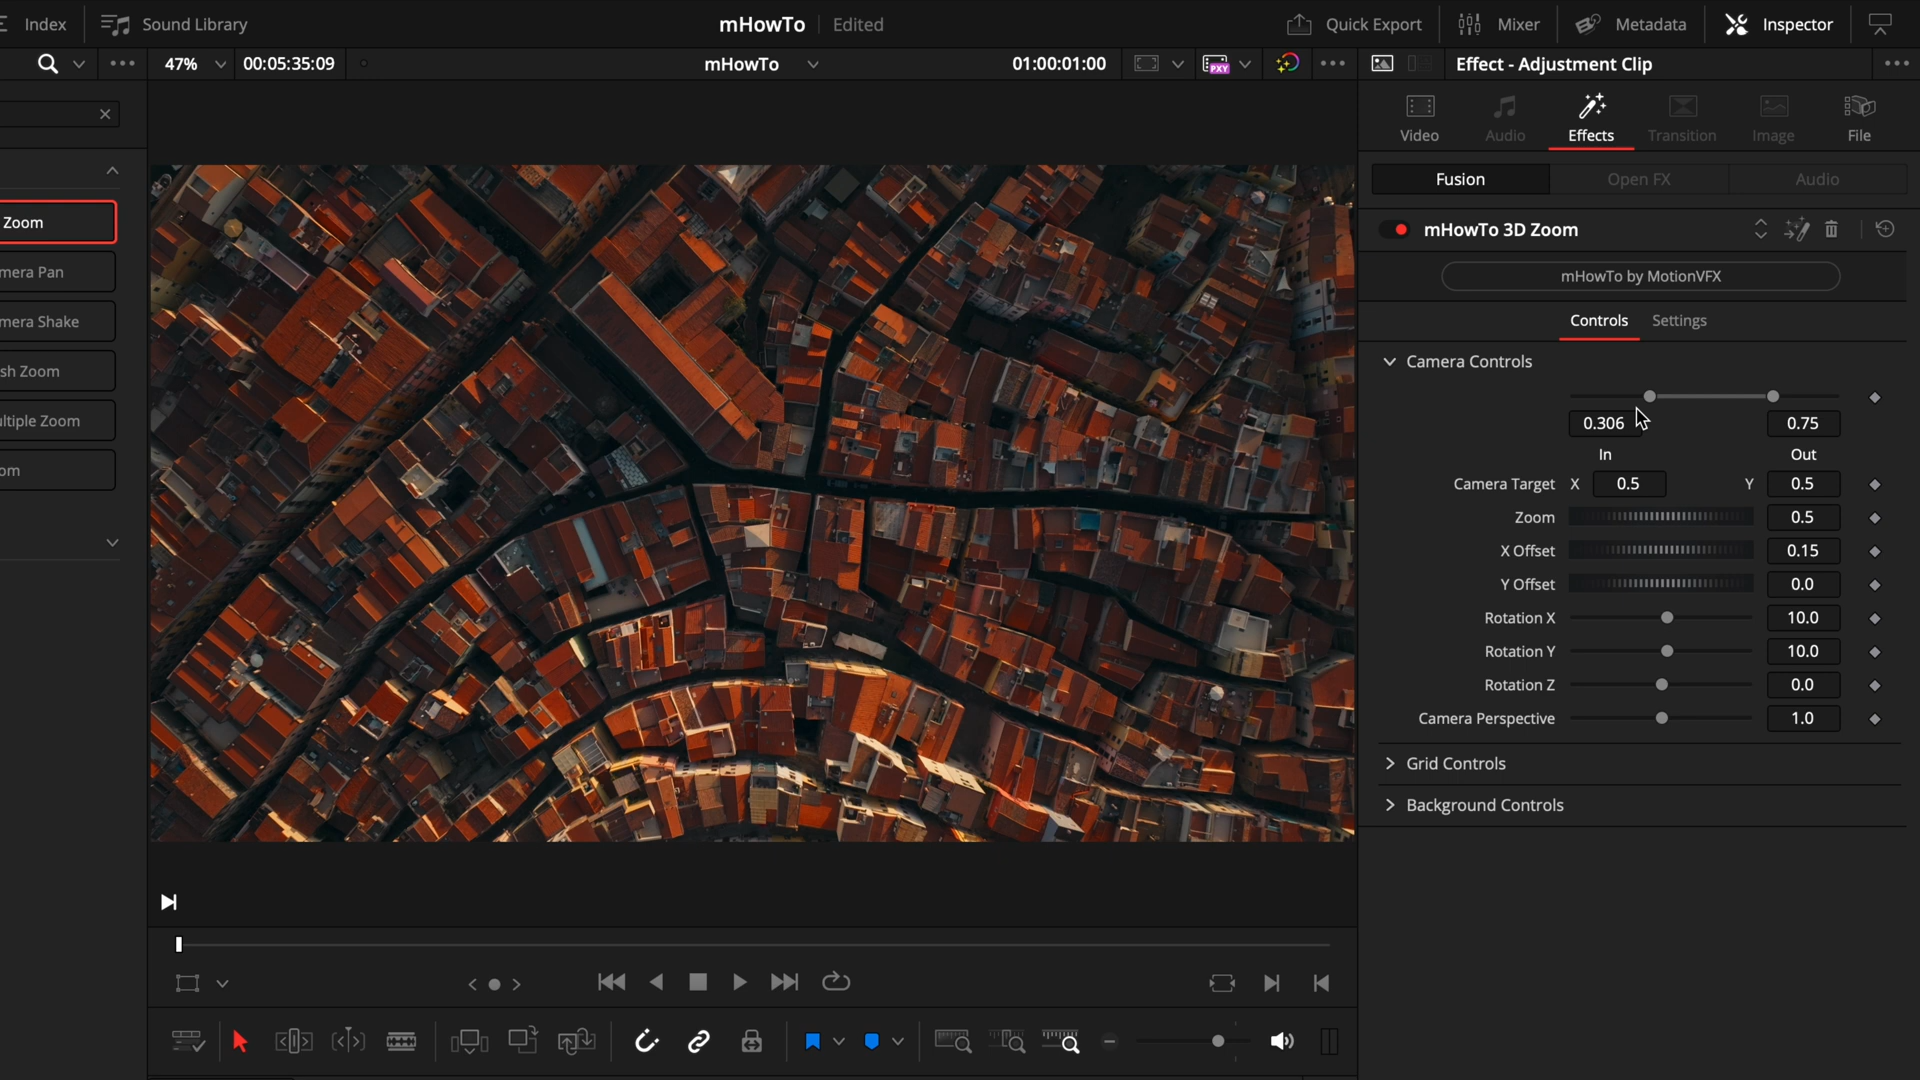 Index
Sound Library
mHowTo
Edited
Quick Export
Mixer
Metadata
Inspector
47%
00:05:35:09
mHowTo
01:00:01:00
PXY
Effect - Adjustment Clip
Video
Audio
Effects
Transition
Image
File
Fusion
Open FX
Audio
Zoom
mera Pan
mera Shake
sh Zoom
ultiple Zoom
om
mHowTo 3D Zoom
mHowTo by MotionVFX
Controls
Settings
Camera Controls
0.306
0.75
In
Out
Camera Target X 0.5 Y 0.5
Zoom 0.5
X Offset 0.15
Y Offset 0.0
Rotation X 10.0
Rotation Y 10.0
Rotation Z 0.0
Camera Perspective 1.0
Grid Controls
Background Controls